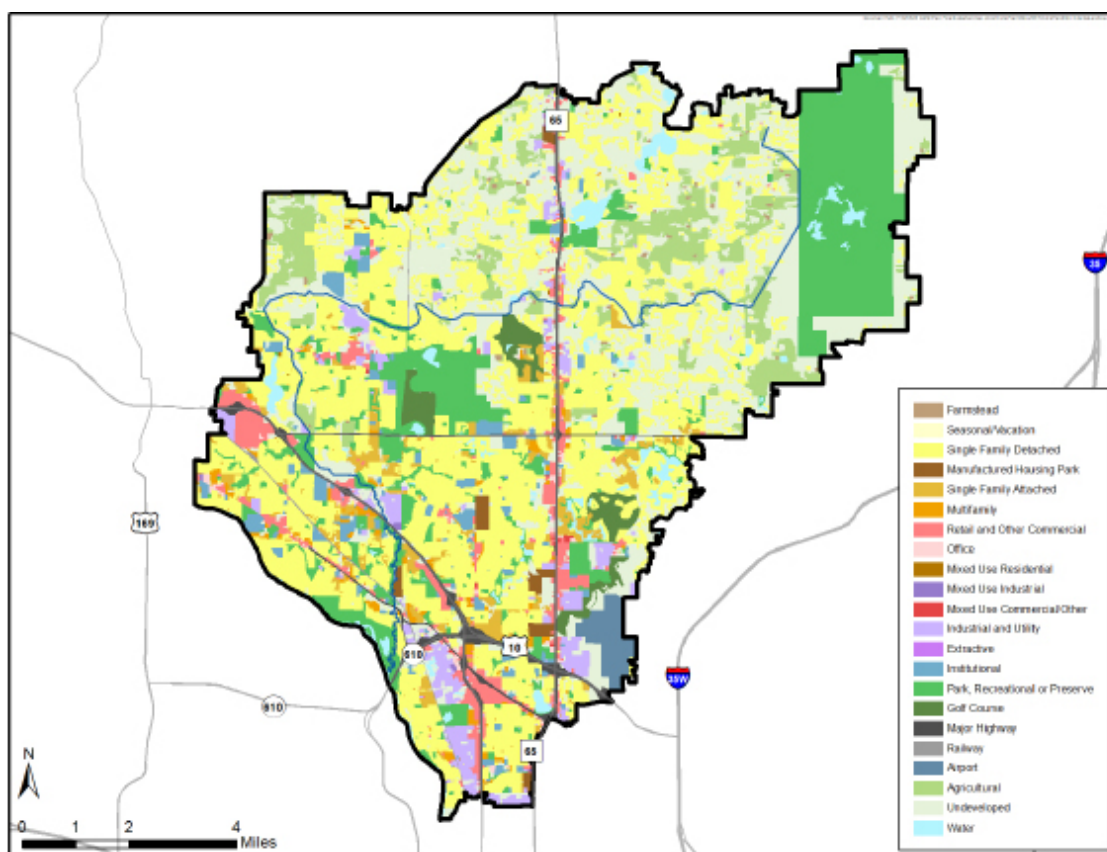 65
35
169
610
10
35W
610
65
N
0 1 2 4
Miles
Farmstead
Seasonal/Vacation
Single Family Detached
Manufactured Housing Park
Single Family Attached
Multifamily
Retail and Other Commercial
Office
Mixed Use Residential
Mixed Use Industrial
Mixed Use Commercial/Other
Industrial and Utility
Extractive
Institutional
Park, Recreational or Preserve
Golf Course
Major Highway
Railway
Airport
Agricultural
Undeveloped
Water